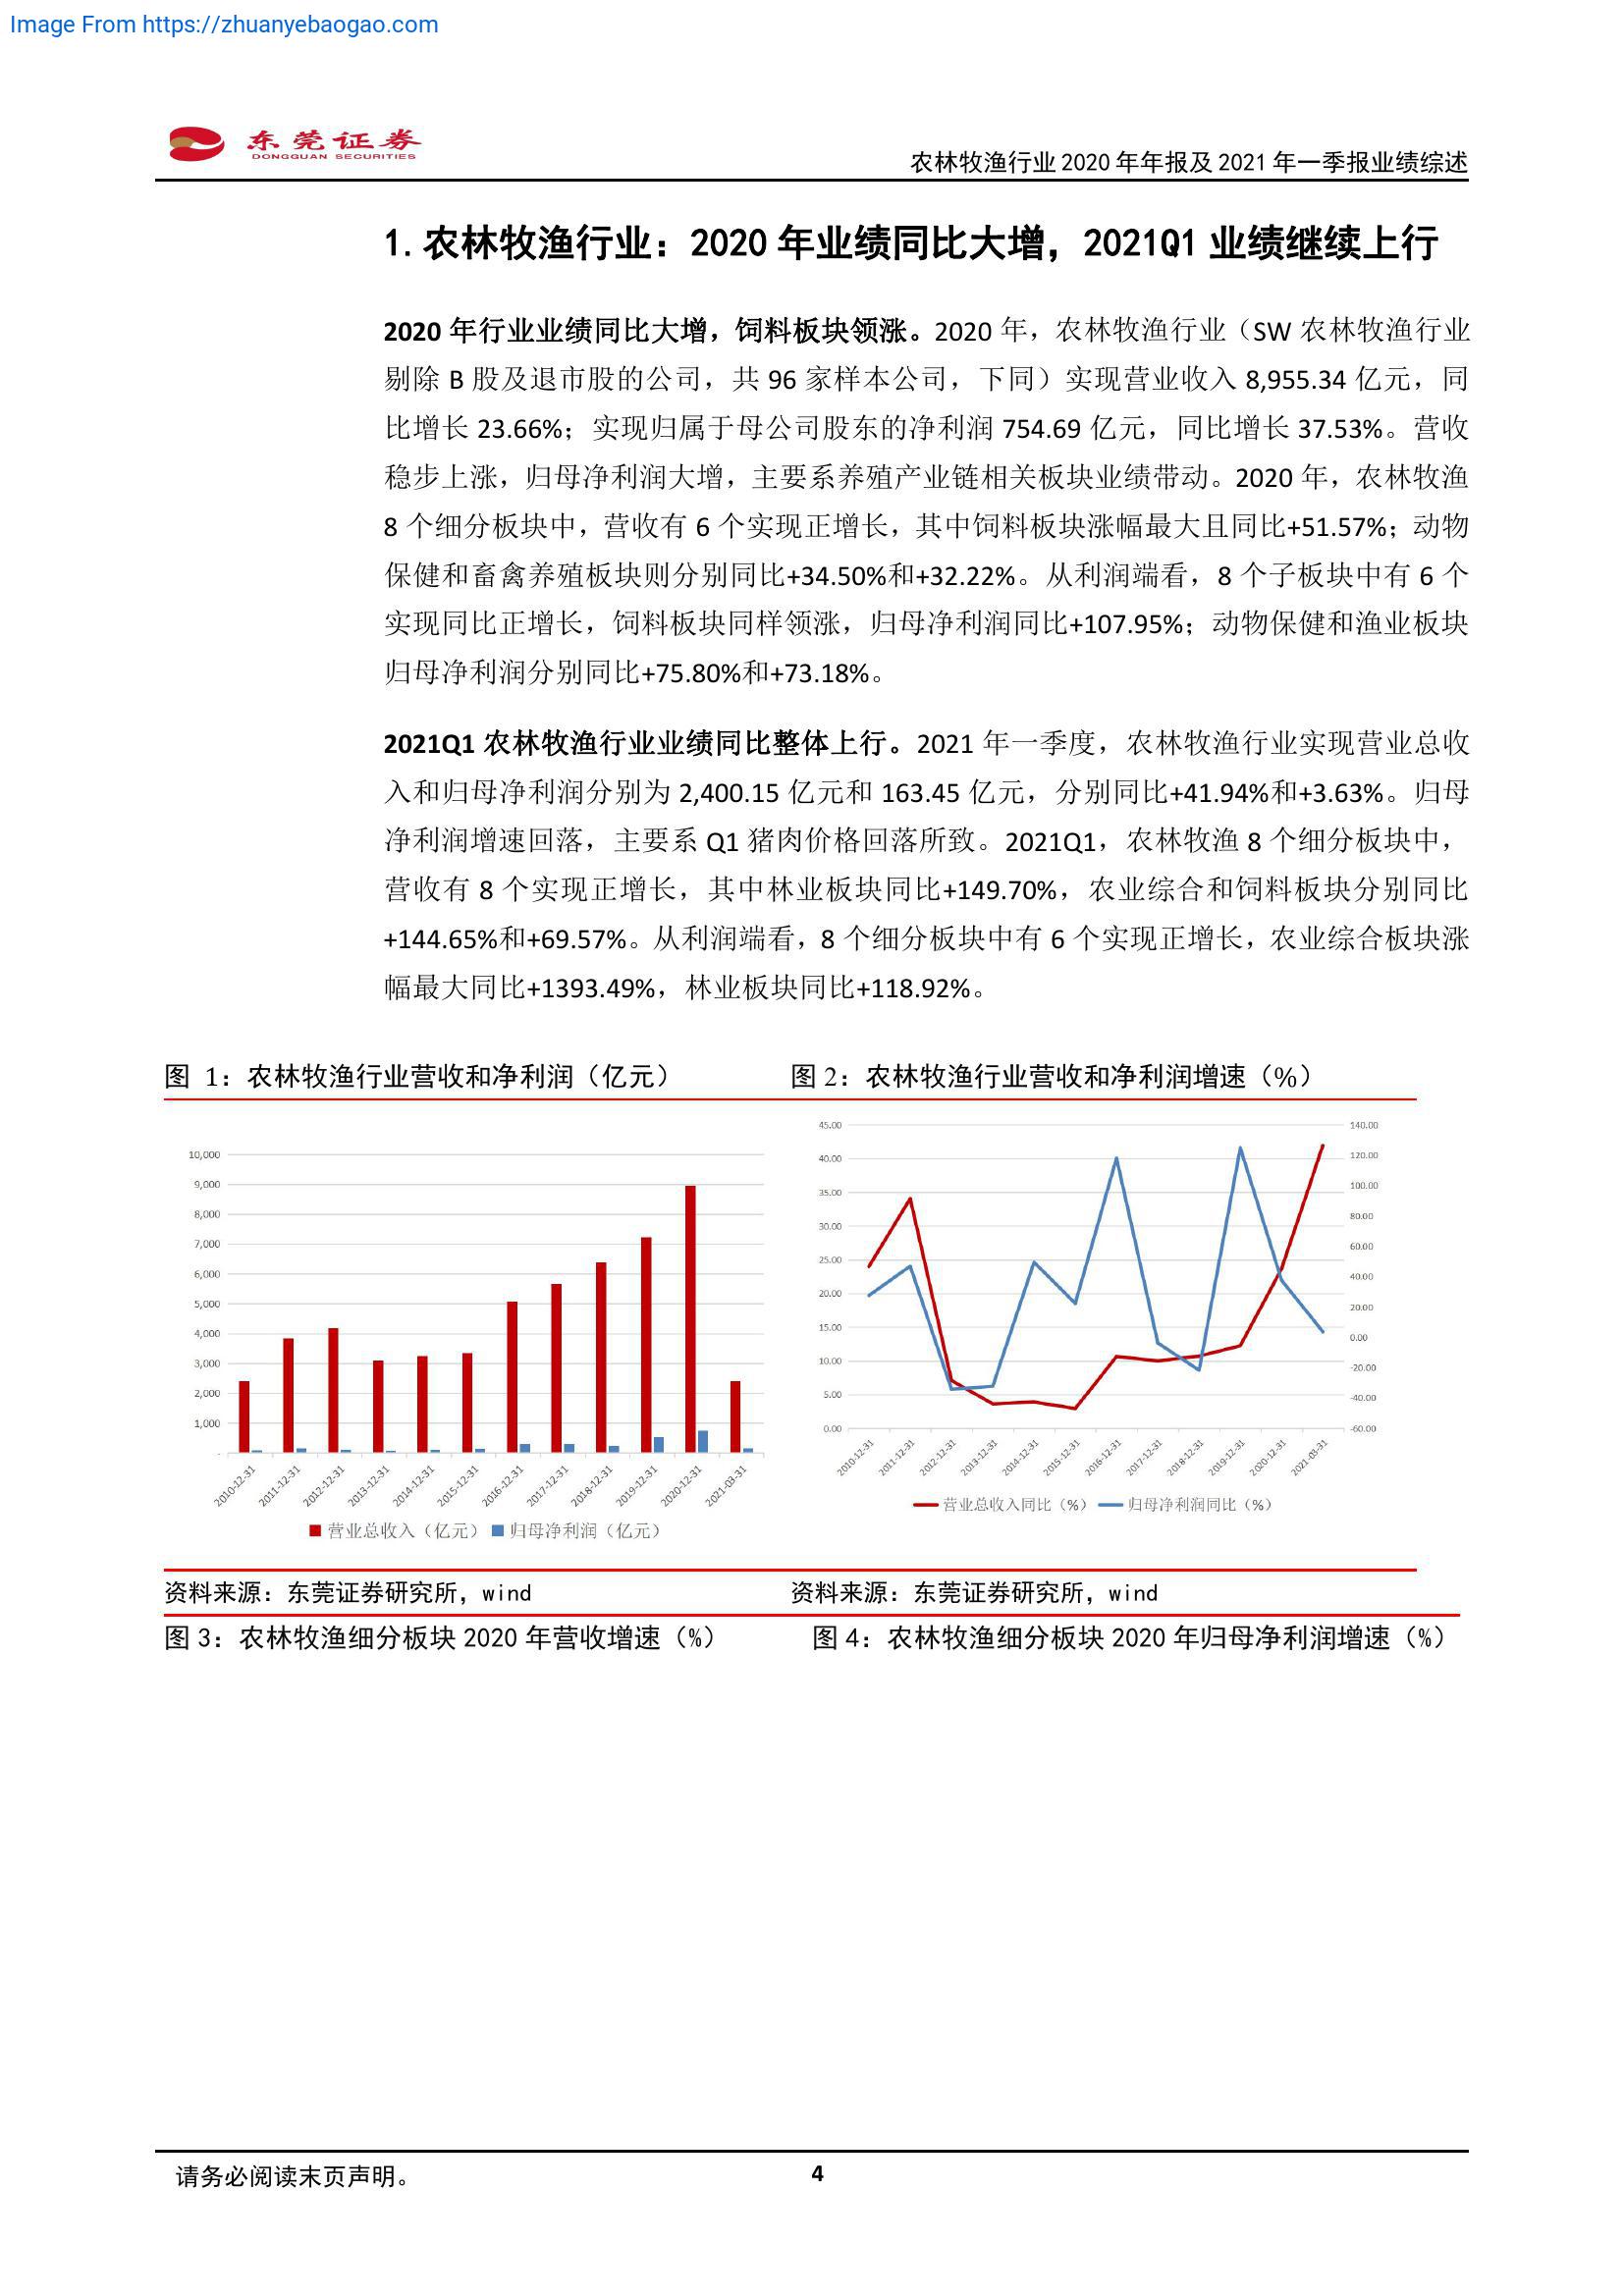 Image From https://zhuanyebaogao.com
东莞证券
DONGGUAN SECURITIES
农林牧渔行业 2020 年年报及 2021 年一季报业绩综述
1. 农林牧渔行业：2020 年业绩同比大增，2021Q1 业绩继续上行
2020 年行业业绩同比大增，饲料板块领涨。2020 年，农林牧渔行业（SW 农林牧渔行业
剔除 B 股及退市股的公司，共 96 家样本公司，下同）实现营业收入 8,955.34 亿元，同
比增长 23.66%；实现归属于母公司股东的净利润 754.69 亿元，同比增长 37.53%。营收
稳步上涨，归母净利润大增，主要系养殖产业链相关板块业绩带动。2020 年，农林牧渔
8 个细分板块中，营收有 6 个实现正增长，其中饲料板块涨幅最大且同比+51.57%；动物
保健和畜禽养殖板块则分别同比+34.50%和+32.22%。从利润端看，8 个子板块中有 6 个
实现同比正增长，饲料板块同样领涨，归母净利润同比+107.95%；动物保健和渔业板块
归母净利润分别同比+75.80%和+73.18%。
2021Q1 农林牧渔行业业绩同比整体上行。2021 年一季度，农林牧渔行业实现营业总收
入和归母净利润分别为 2,400.15 亿元和 163.45 亿元，分别同比+41.94%和+3.63%。归母
净利润增速回落，主要系 Q1 猪肉价格回落所致。2021Q1，农林牧渔 8 个细分板块中，
营收有 8 个实现正增长，其中林业板块同比+149.70%，农业综合和饲料板块分别同比
+144.65%和+69.57%。从利润端看，8 个细分板块中有 6 个实现正增长，农业综合板块涨
幅最大同比+1393.49%，林业板块同比+118.92%。
图 1：农林牧渔行业营收和净利润（亿元）
10,000
9,000
8,000
7,000
6,000
5,000
4,000
3,000
2,000
1,000
-
2010-12-31 2011-12-31 2012-12-31 2013-12-31 2014-12-31 2015-12-31 2016-12-31 2017-12-31 2018-12-31 2019-12-31 2020-12-31 2021-03-31
营业总收入（亿元） 归母净利润（亿元）
图 2：农林牧渔行业营收和净利润增速（%）
45.00 140.00
40.00 120.00
35.00 100.00
30.00 80.00
25.00 60.00
20.00 40.00
15.00 20.00
10.00 0.00
5.00 -20.00
0.00 -40.00
-60.00
2010-12-31 2011-12-31 2012-12-31 2013-12-31 2014-12-31 2015-12-31 2016-12-31 2017-12-31 2018-12-31 2019-12-31 2020-12-31 2021-03-31
营业总收入同比（%） 归母净利润同比（%）
资料来源：东莞证券研究所，wind
资料来源：东莞证券研究所，wind
图 3：农林牧渔细分板块 2020 年营收增速（%）
图 4：农林牧渔细分板块 2020 年归母净利润增速（%）
请务必阅读末页声明。
4